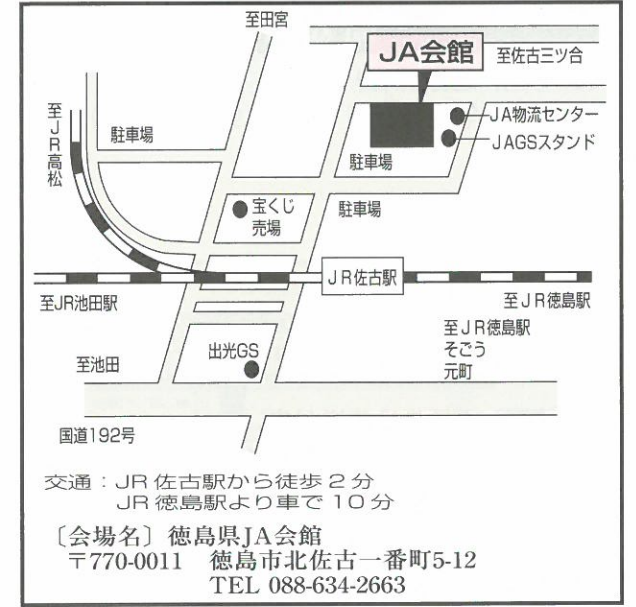 至田宮
JA会館
至佐古三ツ合
至JR高松
駐車場
JA物流センター
JAGSスタンド
駐車場
宝くじ
売場
駐車場
JR佐古駅
至JR池田駅
至JR徳島駅
至JR徳島駅
そごう
元町
出光GS
至池田
国道192号
交通：JR佐古駅から徒歩2分
JR徳島駅より車で10分
〔会場名〕徳島県JA会館
〒770-0011 徳島市北佐古一番町5-12
TEL 088-634-2663